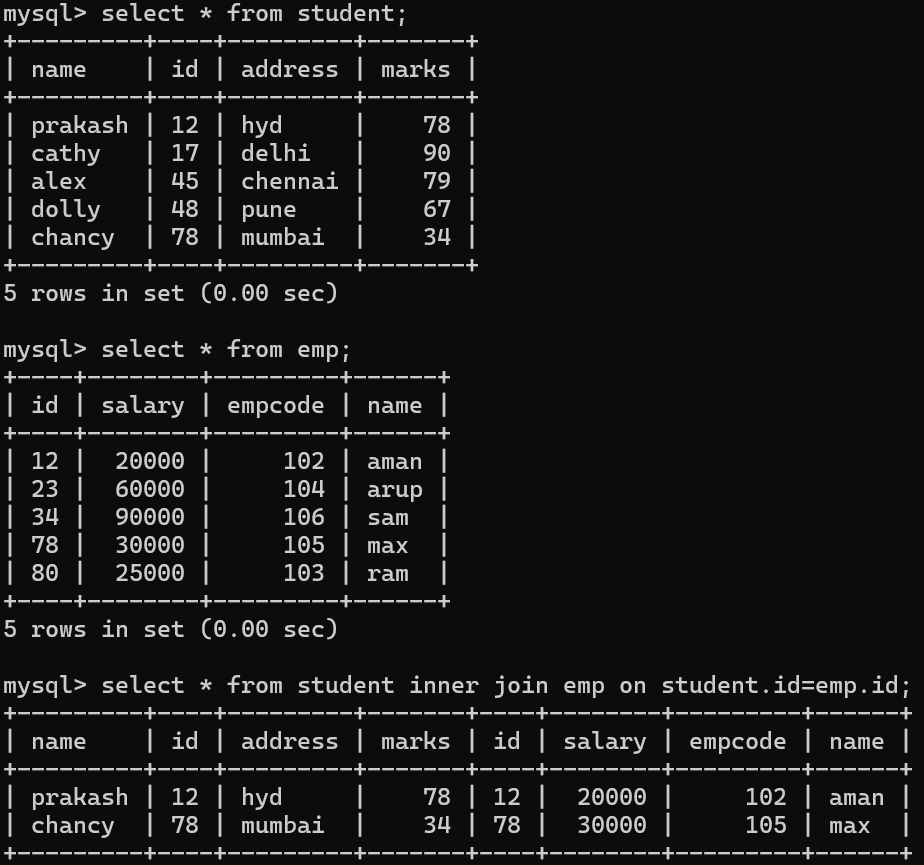 mysql> select * from student;
+---------+----+---------+-------+
| name    | id | address | marks |
+---------+----+---------+-------+
| prakash | 12 | hyd     |    78 |
| cathy   | 17 | delhi   |    90 |
| alex    | 45 | chennai |    79 |
| dolly   | 48 | pune    |    67 |
| chancy  | 78 | mumbai  |    34 |
+---------+----+---------+-------+
5 rows in set (0.00 sec)

mysql> select * from emp;
+----+--------+---------+------+
| id | salary | empcode | name |
+----+--------+---------+------+
| 12 |  20000 |     102 | aman |
| 23 |  60000 |     104 | arup |
| 34 |  90000 |     106 | sam  |
| 78 |  30000 |     105 | max  |
| 80 |  25000 |     103 | ram  |
+----+--------+---------+------+
5 rows in set (0.00 sec)

mysql> select * from student inner join emp on student.id=emp.id;
+---------+----+---------+-------+----+--------+---------+------+
| name    | id | address | marks | id | salary | empcode | name |
+---------+----+---------+-------+----+--------+---------+------+
| prakash | 12 | hyd     |    78 | 12 |  20000 |     102 | aman |
| chancy  | 78 | mumbai  |    34 | 78 |  30000 |     105 | max  |
+---------+----+---------+-------+----+--------+---------+------+